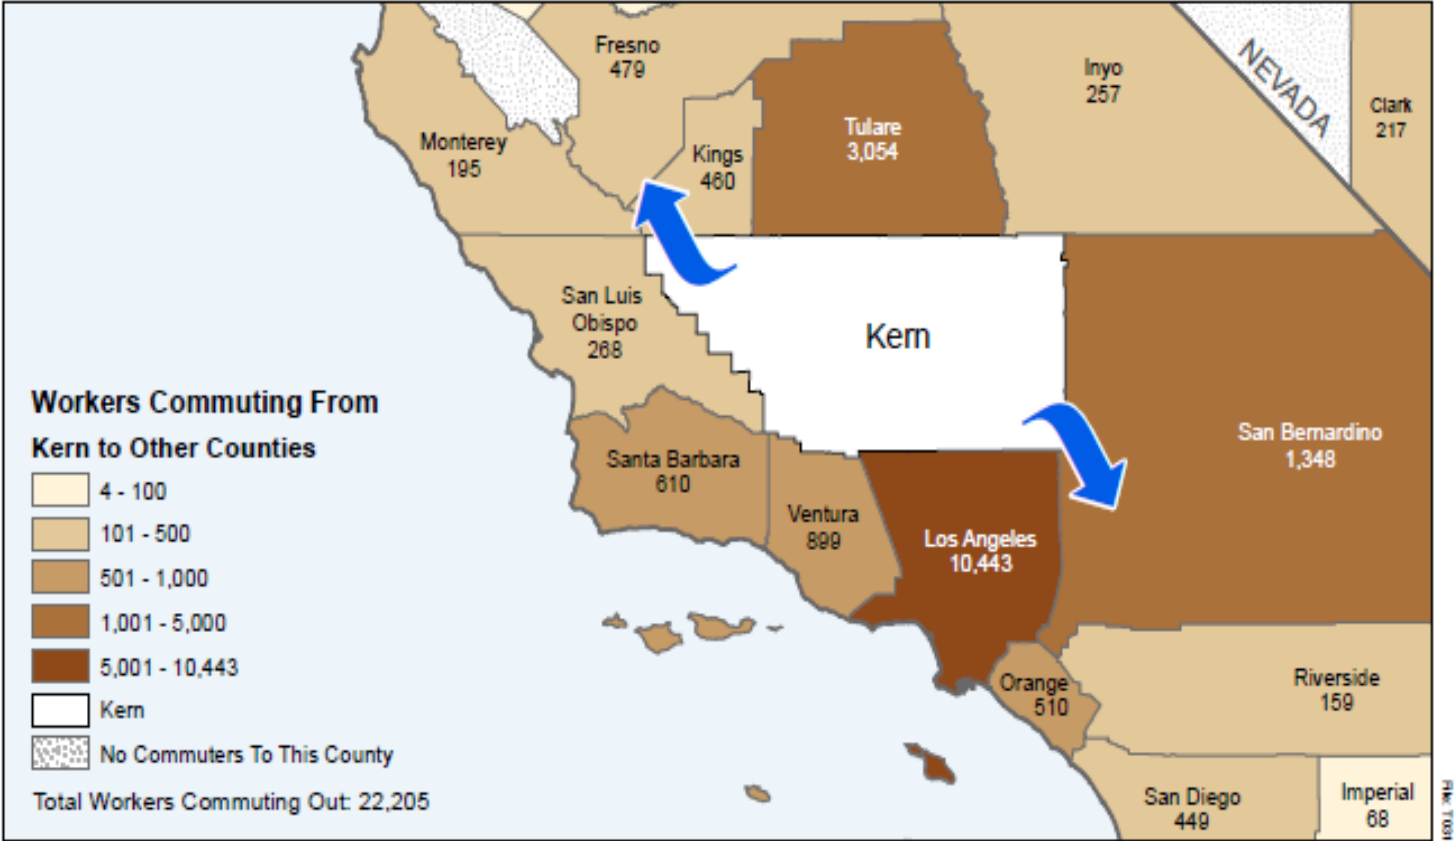 Fresno
479
Inyo
257
NEVADA
Clark
217
Tulare
3,054
Monterey
195
Kings
460
San Luis
Obispo
268
Kern
Workers Commuting From
Kern to Other Counties
4 - 100
101 - 500
501 - 1,000
1,001 - 5,000
5,001 - 10,443
Kern
No Commuters To This County
Total Workers Commuting Out: 22,205
Santa Barbara
610
Ventura
899
Los Angeles
10,443
San Bernardino
1,348
Orange
510
Riverside
159
San Diego
449
Imperial
68